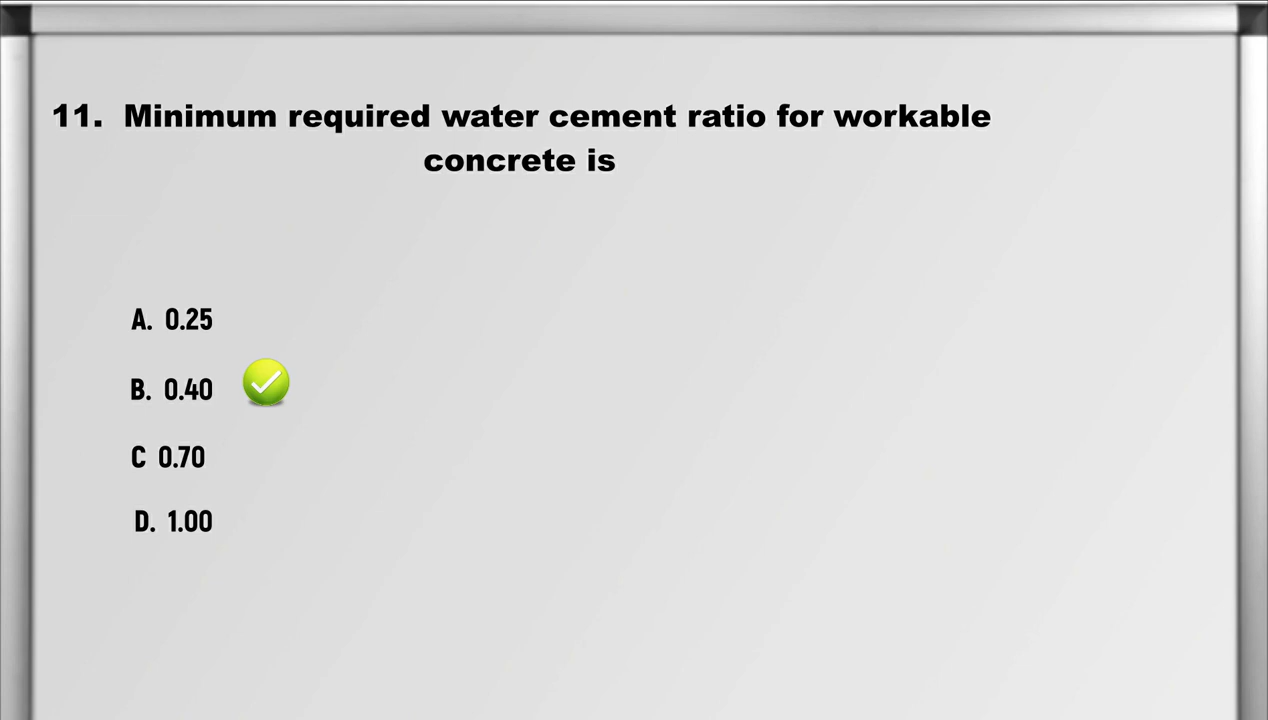 11. Minimum required water cement ratio for workable
concrete is
A. 0.25
B. 0.40
C 0.70
D. 1.00